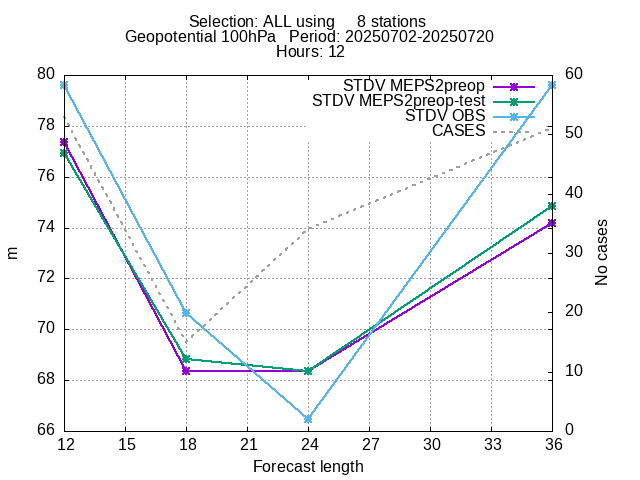 Selection: ALL using     8 stations
Geopotential 100hPa   Period: 20250702-20250720
Hours: 12
STDV MEPS2preop
STDV MEPS2preop-test
STDV OBS
CASES
80
78
76
74
72
70
68
66
60
50
40
30
20
10
0
m
No cases
12 15 18 21 24 27 30 33 36
Forecast length